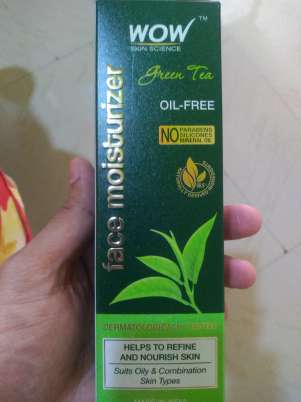 WOW™
SKIN SCIENCE
Green Tea
OIL-FREE
NO PARABENS
SILICONES
MINERAL OIL
face moisturizer
HELPS TO REFINE
AND NOURISH SKIN
Suits Oily & Combination
Skin Types